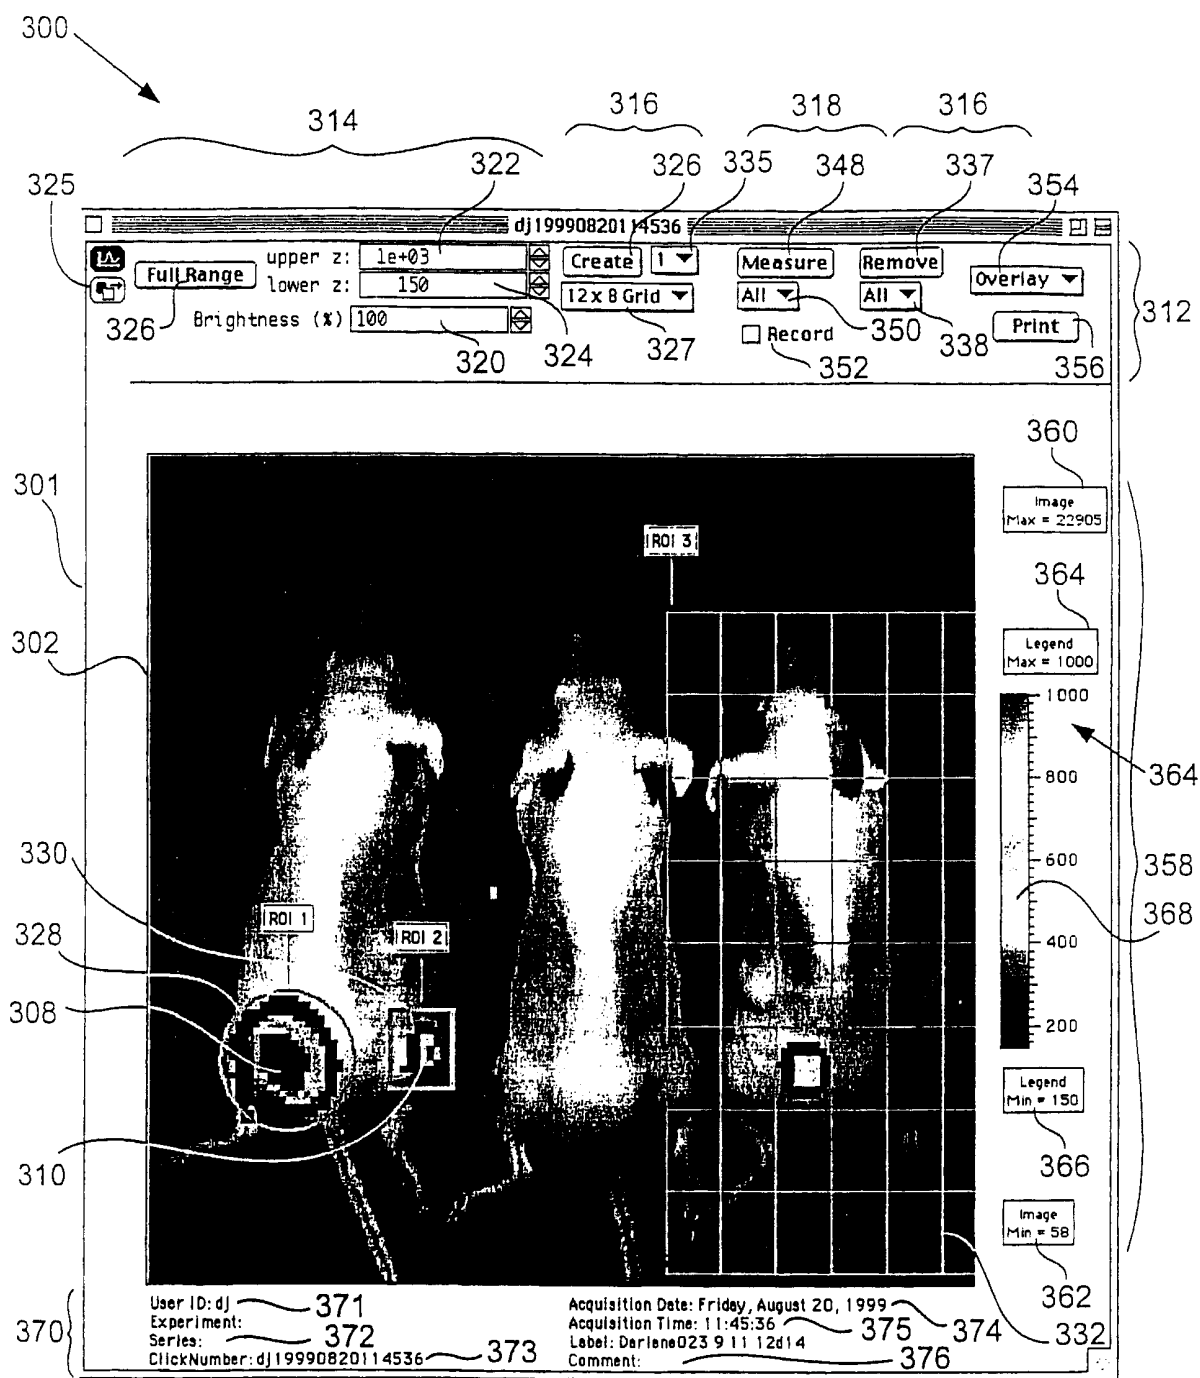 300
314
316
318
316
325
322
326
335
348
337
354
dj19990820114536
Full Range
upper z: 1e+03
lower z: 150
Brightness (%) 100
Create 1
12 x 8 Grid
Measure
All
Record
Remove
All
Overlay
Print
312
326
320
324
327
352
350
338
356
360
301
Image
Max = 22905
ROI 3
364
302
Legend
Max = 1000
1000
364
800
330
600
358
368
ROI 1
328
ROI 2
400
308
200
Legend
Min = 150
310
366
Image
Min = 58
362
User ID: dj
371
Acquisition Date: Friday, August 20, 1999
374
332
370
Experiment:
Acquisition Time: 11:45:36
375
Series:
372
Label: Darlene023 9 11 12d14
ClickNumber: dj19990820114536
373
Comment:
376